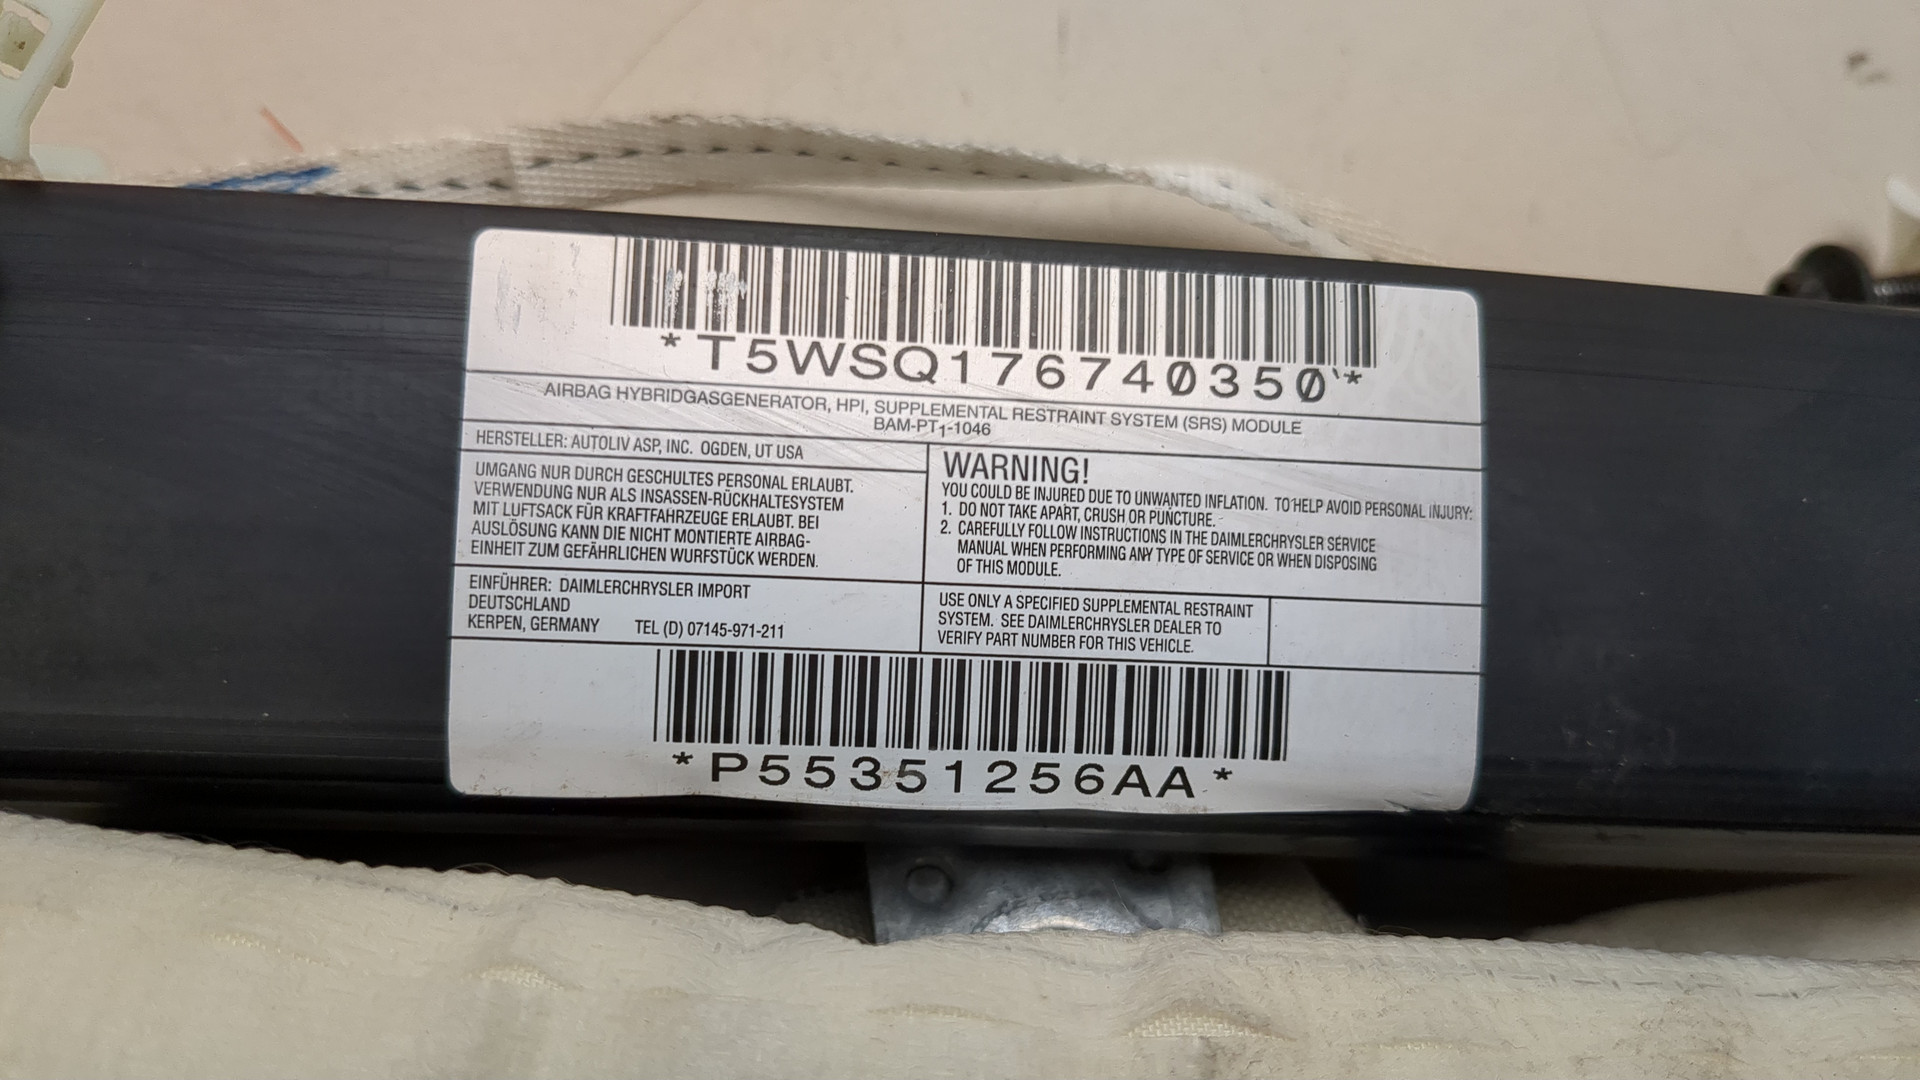 *T5WSQ176740350*
AIRBAG HYBRIDGASGENERATOR, HPI, SUPPLEMENTAL RESTRAINT SYSTEM (SRS) MODULE
BAM-PT1-1046
HERSTELLER: AUTOLIV ASP, INC. OGDEN, UT USA
UMGANG NUR DURCH GESCHULTES PERSONAL ERLAUBT.
VERWENDUNG NUR ALS INSASSEN-RÜCKHALTESYSTEM
MIT LUFTSACK FÜR KRAFTFAHRZEUGE ERLAUBT. BEI
AUSLÖSUNG KANN DIE NICHT MONTIERTE AIRBAG-
EINHEIT ZUM GEFÄHRLICHEN WURFSTÜCK WERDEN.
EINFÜHRER: DAIMLERCHRYSLER IMPORT
DEUTSCHLAND
KERPEN, GERMANY TEL (D) 07145-971-211
WARNING!
YOU COULD BE INJURED DUE TO UNWANTED INFLATION. TO HELP AVOID PERSONAL INJURY:
1. DO NOT TAKE APART, CRUSH OR PUNCTURE.
2. CAREFULLY FOLLOW INSTRUCTIONS IN THE DAIMLERCHRYSLER SERVICE
MANUAL WHEN PERFORMING ANY TYPE OF SERVICE OR WHEN DISPOSING
OF THIS MODULE.
USE ONLY A SPECIFIED SUPPLEMENTAL RESTRAINT
SYSTEM. SEE DAIMLERCHRYSLER DEALER TO
VERIFY PART NUMBER FOR THIS VEHICLE.
*P55351256AA*